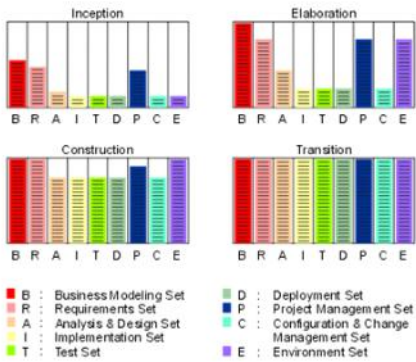 Inception
Elaboration
B R A I T D P C E
B R A I T D P C E
Construction
Transition
B R A I T D P C E
B R A I T D P C E
B : Business Modeling Set
R : Requirements Set
A : Analysis & Design Set
I : Implementation Set
T : Test Set
D : Deployment Set
P : Project Management Set
C : Configuration & Change
Management Set
E : Environment Set